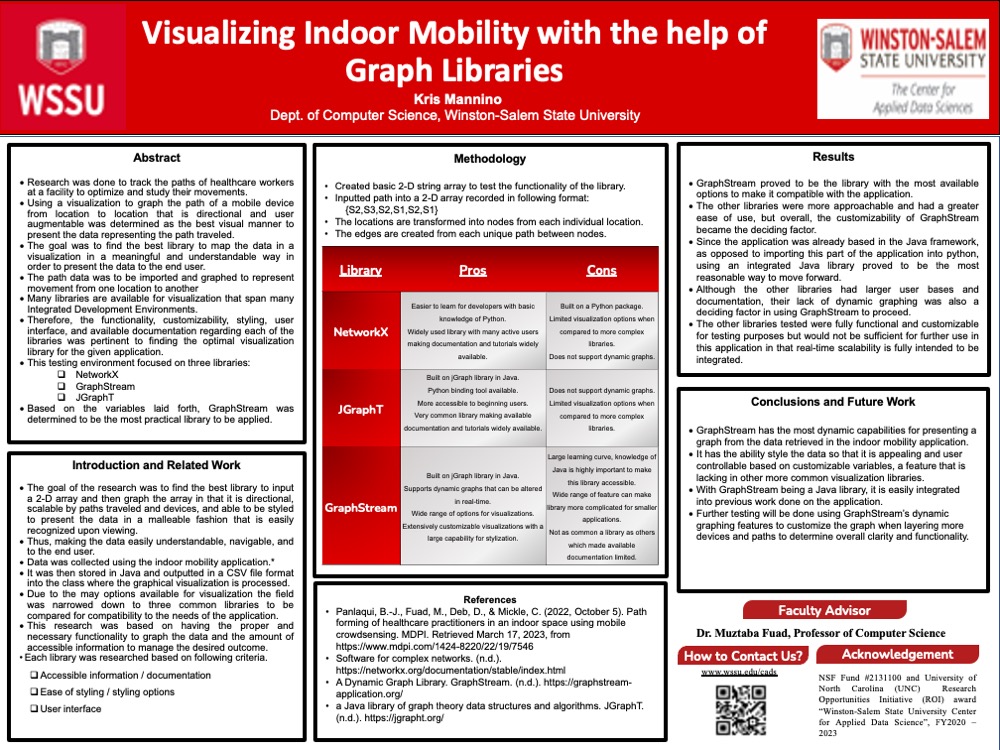 WSSU
Visualizing Indoor Mobility with the help of
Graph Libraries
Kris Mannino
Dept. of Computer Science, Winston-Salem State University
WINSTON-SALEM
STATE UNIVERSITY
The Center for
Applied Data Sciences
Abstract
• Research was done to track the paths of healthcare workers
at a facility to optimize and study their movements.
• Using a visualization to graph the path of a mobile device
from location to location that is directional and user
augmentable was determined as the best visual manner to
present the data representing the path traveled.
• The goal was to find the best library to map the data in a
visualization in a meaningful and understandable way in
order to present the data to the end user.
• The path data was to be imported and graphed to represent
movement from one location to another
• Many libraries are available for visualization that span many
Integrated Development Environments.
• Therefore, the functionality, customizability, styling, user
interface, and available documentation regarding each of the
libraries was pertinent to finding the optimal visualization
library for the given application.
• This testing environment focused on three libraries:
❑ NetworkX
❑ GraphStream
❑ JGraphT
• Based on the variables laid forth, GraphStream was
determined to be the most practical library to be applied.
Introduction and Related Work
• The goal of the research was to find the best library to input
a 2-D array and then graph the array in that it is directional,
scalable by paths traveled and devices, and able to be styled
to present the data in a malleable fashion that is easily
recognized upon viewing.
• Thus, making the data easily understandable, navigable, and
to the end user.
• Data was collected using the indoor mobility application.*
• It was then stored in Java and outputted in a CSV file format
into the class where the graphical visualization is processed.
• Due to the may options available for visualization the field
was narrowed down to three common libraries to be
compared for compatibility to the needs of the application.
• This research was based on having the proper and
necessary functionality to graph the data and the amount of
accessible information to manage the desired outcome.
• Each library was researched based on following criteria.
❑ Accessible information / documentation
❑ Ease of styling / styling options
❑ User interface
Methodology
• Created basic 2-D string array to test the functionality of the library.
• Inputted path into a 2-D array recorded in following format:
{S2,S3,S2,S1,S2,S1}
• The locations are transformed into nodes from each individual location.
• The edges are created from each unique path between nodes.
Library Pros Cons
NetworkX
Easier to learn for developers with basic
knowledge of Python.
Widely used library with many active users
making documentation and tutorials widely
available.
Built on a Python package.
Limited visualization options when
compared to more complex
libraries.
Does not support dynamic graphs.
JGraphT
Built on jGraph library in Java.
Python binding tool available.
More accessible to beginning users.
Very common library making available
documentation and tutorials widely available.
Does not support dynamic graphs.
Limited visualization options when
compared to more complex
libraries.
GraphStream
Built on jGraph library in Java.
Supports dynamic graphs that can be altered
in real-time.
Wide range of options for visualizations.
Extensively customizable visualizations with a
large capability for stylization.
Large learning curve, knowledge of
Java is highly important to make
this library accessible.
Wide range of feature can make
library more complicated for smaller
applications.
Not as common a library as others
which made available
documentation limited.
References
• Panlaqui, B.-J., Fuad, M., Deb, D., & Mickle, C. (2022, October 5). Path
forming of healthcare practitioners in an indoor space using mobile
crowdsensing. MDPI. Retrieved March 17, 2023, from
https://www.mdpi.com/1424-8220/22/19/7546
• Software for complex networks. (n.d.).
https://networkx.org/documentation/stable/index.html
• A Dynamic Graph Library. GraphStream. (n.d.). https://graphstream-
application.org/
• a Java library of graph theory data structures and algorithms. JGraphT.
(n.d.). https://jgrapht.org/
Results
• GraphStream proved to be the library with the most available
options to make it compatible with the application.
• The other libraries were more approachable and had a greater
ease of use, but overall, the customizability of GraphStream
became the deciding factor.
• Since the application was already based in the Java framework,
as opposed to importing this part of the application into python,
using an integrated Java library proved to be the most
reasonable way to move forward.
• Although the other libraries had larger user bases and
documentation, their lack of dynamic graphing was also a
deciding factor in using GraphStream to proceed.
• The other libraries tested were fully functional and customizable
for testing purposes but would not be sufficient for further use in
this application in that real-time scalability is fully intended to be
integrated.
Conclusions and Future Work
• GraphStream has the most dynamic capabilities for presenting a
graph from the data retrieved in the indoor mobility application.
• It has the ability style the data so that it is appealing and user
controllable based on customizable variables, a feature that is
lacking in other more common visualization libraries.
• With GraphStream being a Java library, it is easily integrated
into previous work done on the application.
• Further testing will be done using GraphStream's dynamic
graphing features to customize the graph when layering more
devices and paths to determine overall clarity and functionality.
Faculty Advisor
Dr. Muztaba Fuad, Professor of Computer Science
How to Contact Us?
www.wssu.edu/cads
Acknowledgement
NSF Fund #2131100 and University of
North Carolina (UNC) Research
Opportunities Initiative (ROI) award
"Winston-Salem State University Center
for Applied Data Science", FY2020 –
2023